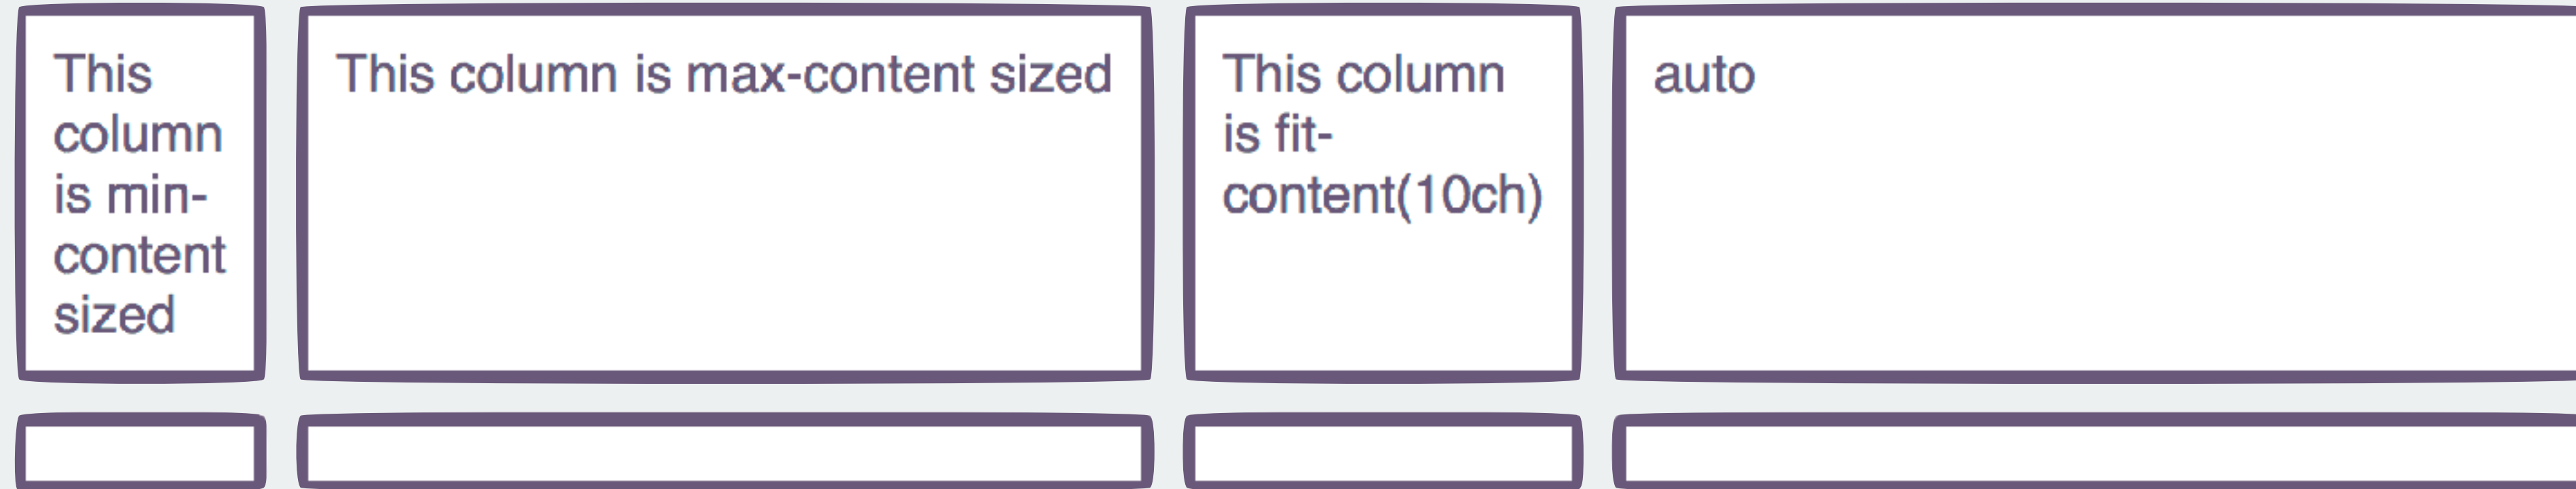 This
column
is min-
content
sized
This column is max-content sized
This column
is fit-
content(10ch)
auto